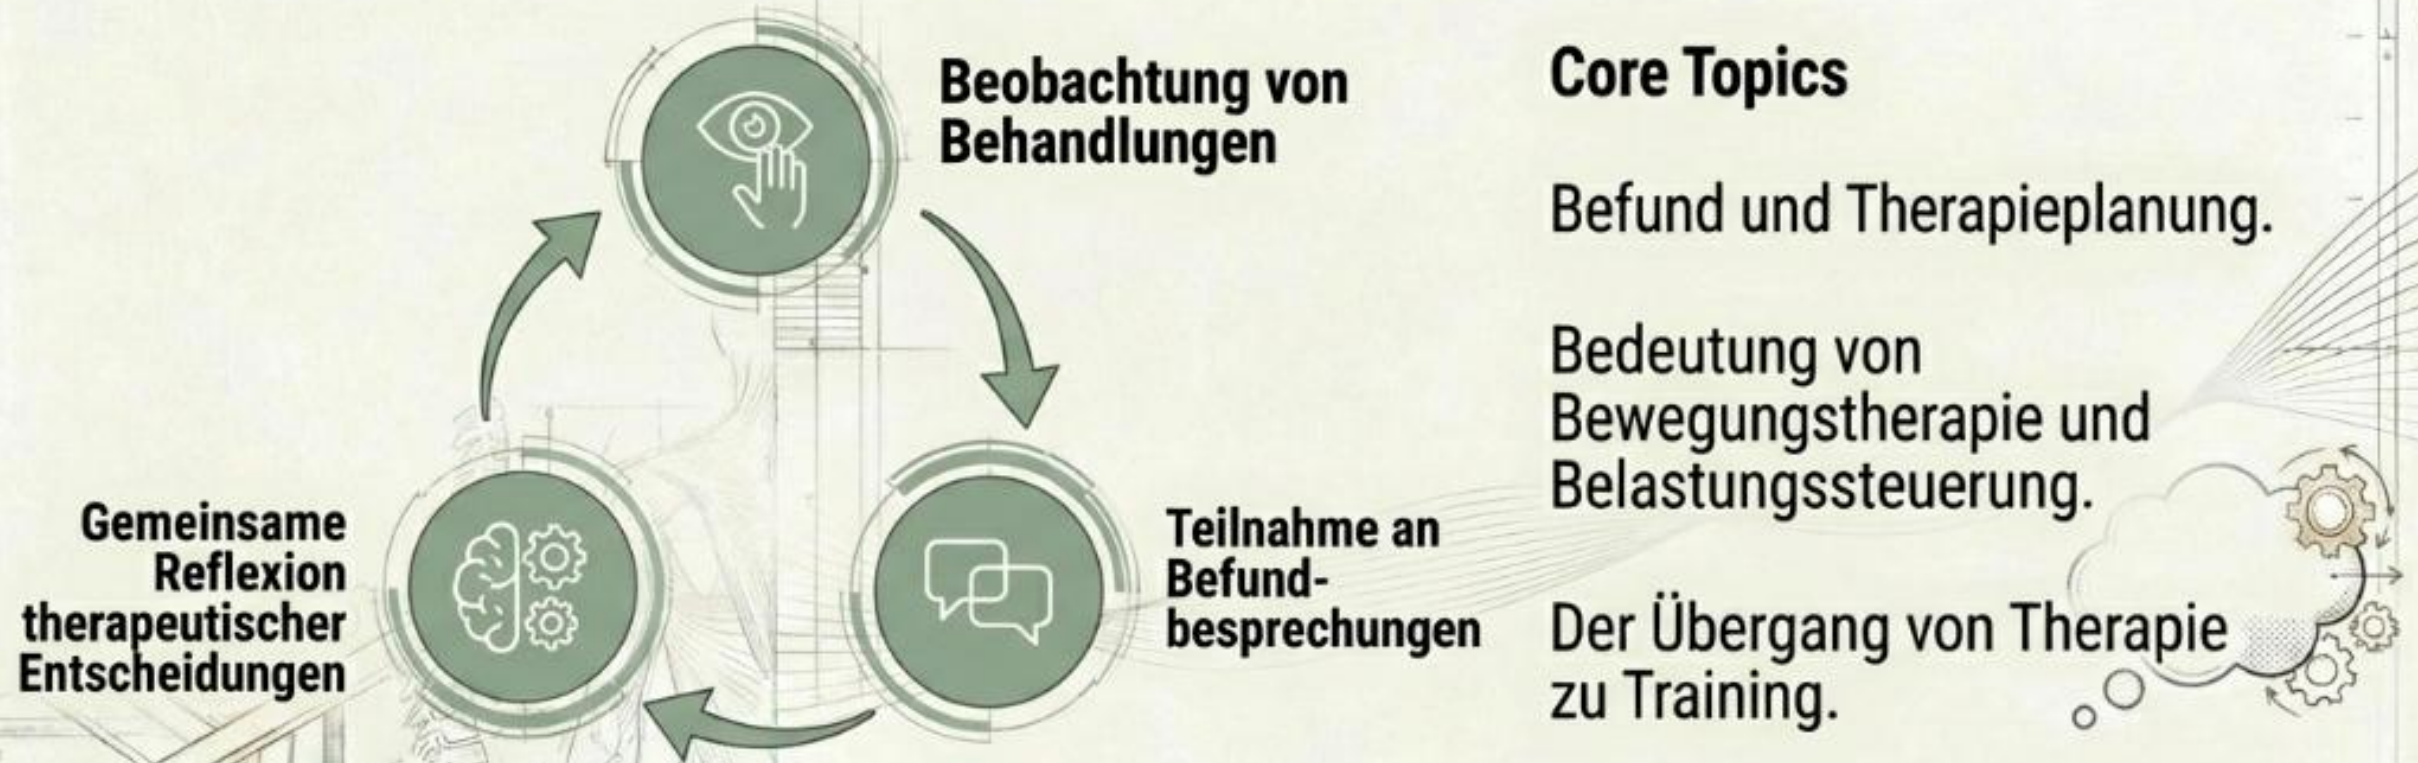 Beobachtung von
Behandlungen
Teilnahme an
Befund-
besprechungen
Gemeinsame
Reflexion
therapeutischer
Entscheidungen
Core Topics
Befund und Therapieplanung.
Bedeutung von
Bewegungstherapie und
Belastungssteuerung.
Der Übergang von Therapie
zu Training.